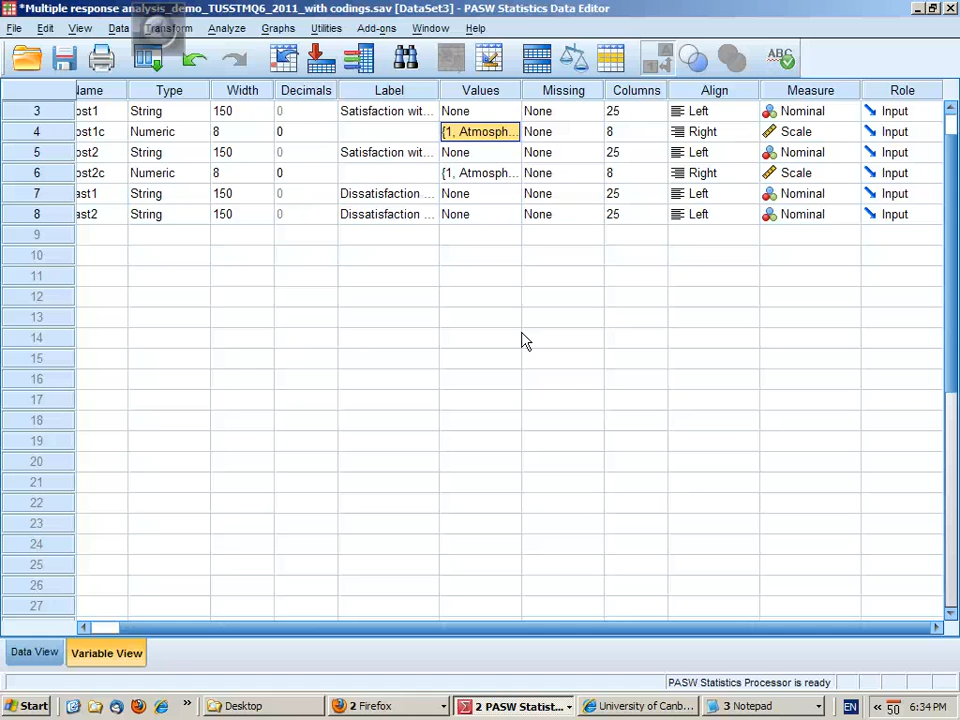 *Multiple response analysis_demo_TUSSTMQ6_2011_with codings.sav [DataSet3] - PASW Statistics Data Editor
File Edit View Data Transform Analyze Graphs Utilities Add-ons Window Help
Name Type Width Decimals Label Values Missing Columns Align Measure Role
3 ost1 String 150 0 Satisfaction wit... None None 25 Left Nominal Input
4 ost1c Numeric 8 0 {1, Atmosph... None 8 Right Scale Input
5 ost2 String 150 0 Satisfaction wit... None None 25 Left Nominal Input
6 ost2c Numeric 8 0 {1, Atmosph... None 8 Right Scale Input
7 ast1 String 150 0 Dissatisfaction ... None None 25 Left Nominal Input
8 ast2 String 150 0 Dissatisfaction ... None None 25 Left Nominal Input
9
10
11
12
13
14
15
16
17
18
19
20
21
22
23
24
25
26
27
Data View Variable View
PASW Statistics Processor is ready
Start » Desktop 2 Firefox 2 PASW Statist... University of Canb... 3 Notepad EN « 50 6:34 PM